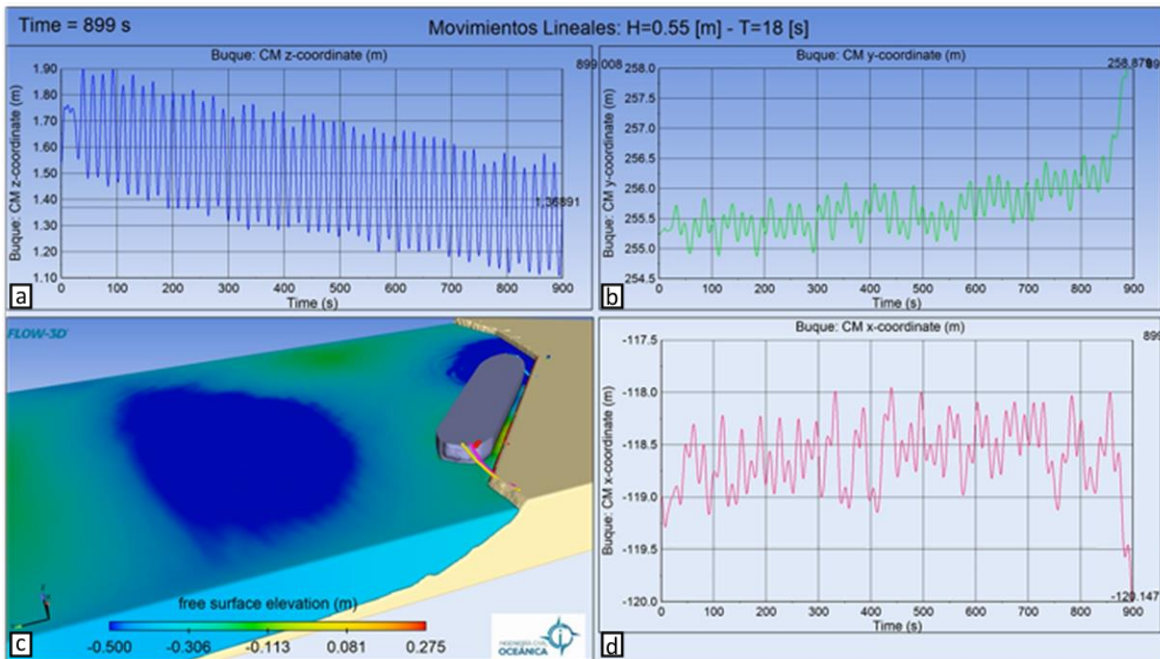 Time = 899 s
Movimientos Lineales: H=0.55 [m] - T=18 [s]
Buque: CM z-coordinate (m)
899.008
1.90
1.70
1.60
1.50
1.40
1.30
1.20
1.10
Buque: CM z-coordinate (m)
1.36891
0 100 200 300 400 500 600 700 800 900
Time (s)
a
Buque: CM y-coordinate (m)
258.879
258.0
257.0
256.5
256.0
255.5
255.0
254.5
Buque: CM y-coordinate (m)
0 100 200 300 400 500 600 700 800 900
Time (s)
b
FLOW-3D
free surface elevation (m)
-0.500 -0.306 -0.113 0.081 0.275
OCEÁNICA
c
Buque: CM x-coordinate (m)
899
-117.5
-118.0
-118.5
-119.0
-119.5
-120.0
Buque: CM x-coordinate (m)
-120.147
0 100 200 300 400 500 600 700 800 900
Time (s)
d